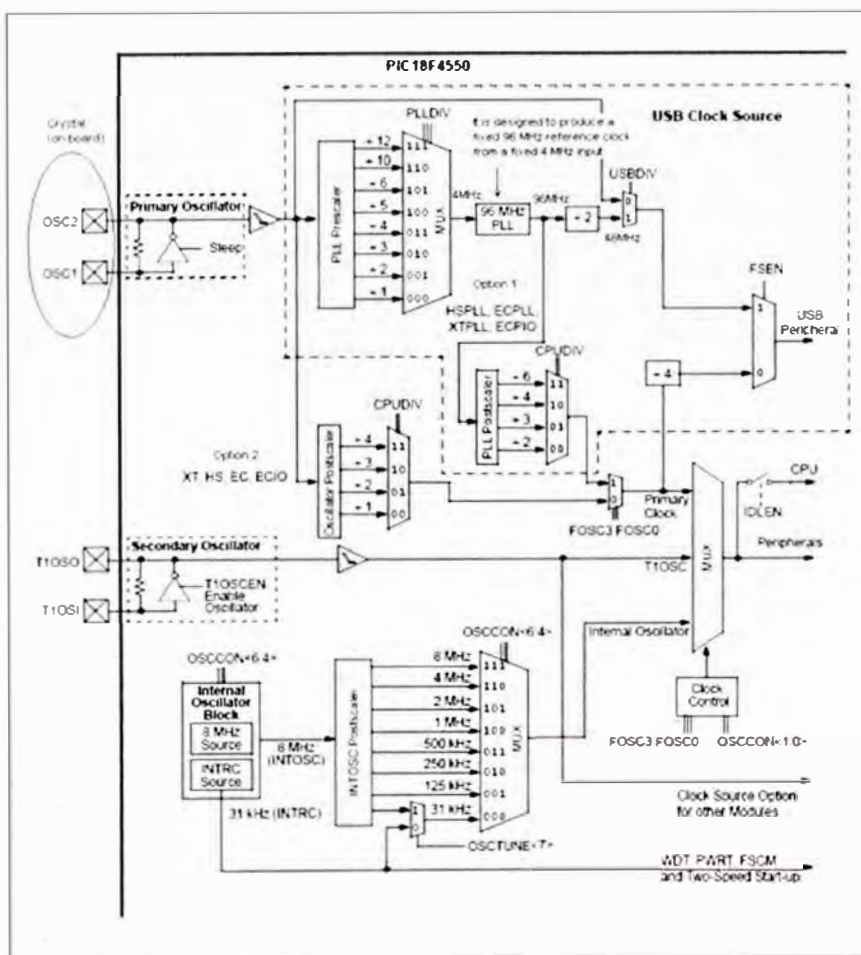 PIC18F4550
USB Clock Source
Crystal
(on board)
PLLDIV
It is designed to produce a
fixed 96 MHz reference clock
from a fixed 4 MHz input
USBDIV
Primary Oscillator
OSC2
OSC1
Sleep
PLL Prescaler
÷ 12
÷ 10
÷ 6
÷ 5
÷ 4
÷ 3
÷ 2
÷ 1
111
110
101
100
011
010
001
000
MUX
4MHz
96 MHz
PLL
96MHz
÷ 2
0
1
48MHz
FSEN
1
0
USB
Peripheral
Option 1
HSPLL, ECPLL,
XTPLL, ECPIO
CPUDIV
PLL Postscaler
÷ 6
÷ 4
÷ 3
÷ 2
11
10
01
00
÷ 4
Option 2
XT, HS, EC, ECIO
CPUDIV
Oscillator Postscaler
÷ 4
÷ 3
÷ 2
÷ 1
11
10
01
00
1
0
FOSC3:FOSC0
Primary
Clock
MUX
CPU
IDLEN
Peripherals
Secondary Oscillator
T1OSO
T1OSI
T1OSCEN
Enable
Oscillator
T1OSC
Internal Oscillator
OSCCON<6:4>
OSCCON<6:4>
Internal
Oscillator
Block
8 MHz
Source
INTRC
Source
8 MHz
(INTOSC)
31 kHz (INTRC)
INTOSC Postscaler
8 MHz
4 MHz
2 MHz
1 MHz
500 kHz
250 kHz
125 kHz
1
0
31 kHz
111
110
101
100
011
010
001
000
MUX
OSCTUNE<7>
Clock
Control
FOSC3:FOSC0
OSCCON<1:0>
Clock Source Option
for other Modules
WDT, PWRT, FSCM
and Two-Speed Start-up